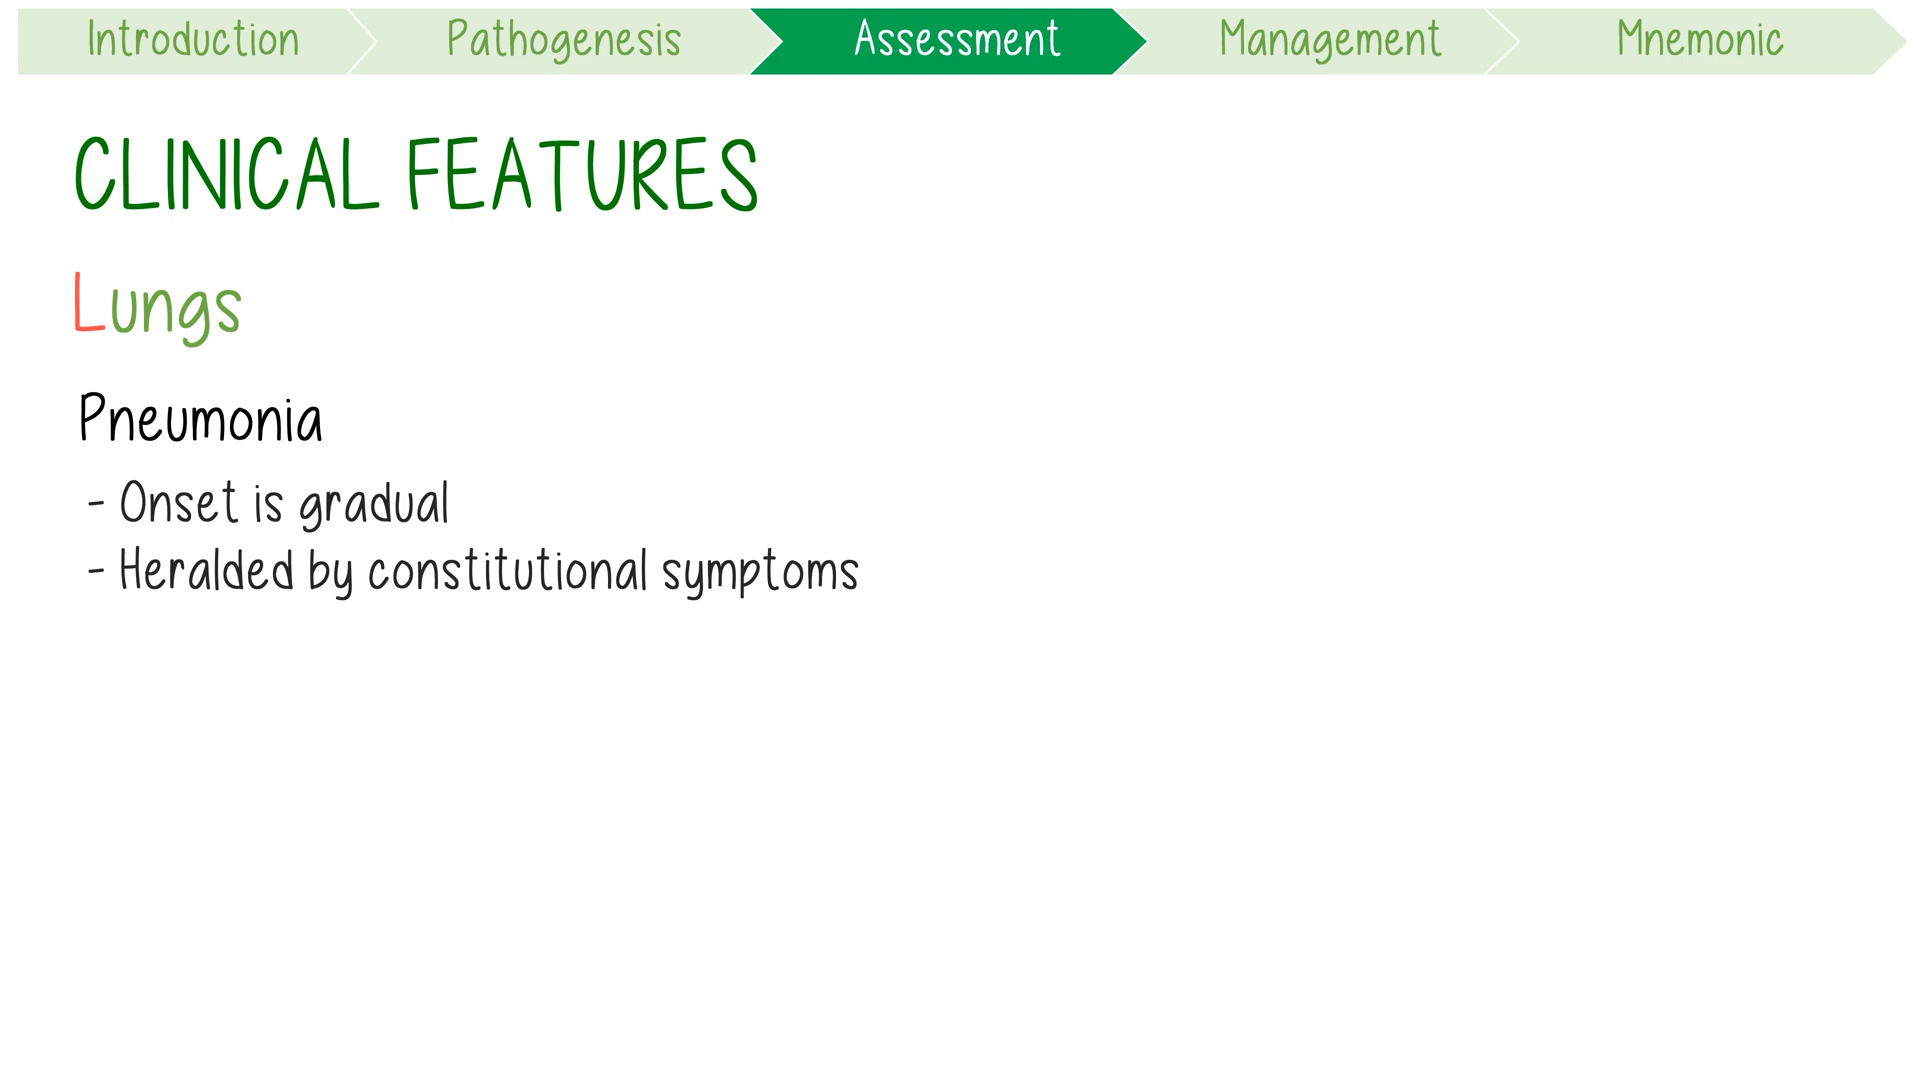 Introduction Pathogenesis Assessment Management Mnemonic
CLINICAL FEATURES
Lungs
Pneumonia
- Onset is gradual
- Heralded by constitutional symptoms